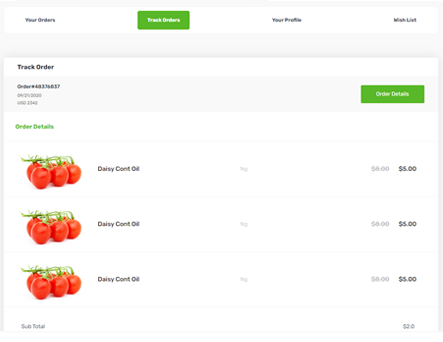 Your Orders
Track Orders
Your Profile
Wish List
Track Order
Order#48376837
09/21/2020
USD 2342
Order Details
Order Details
Daisy Cont Oil
1kg
$8.00 $5.00
Daisy Cont Oil
1kg
$8.00 $5.00
Daisy Cont Oil
1kg
$8.00 $5.00
Sub Total
$2.0